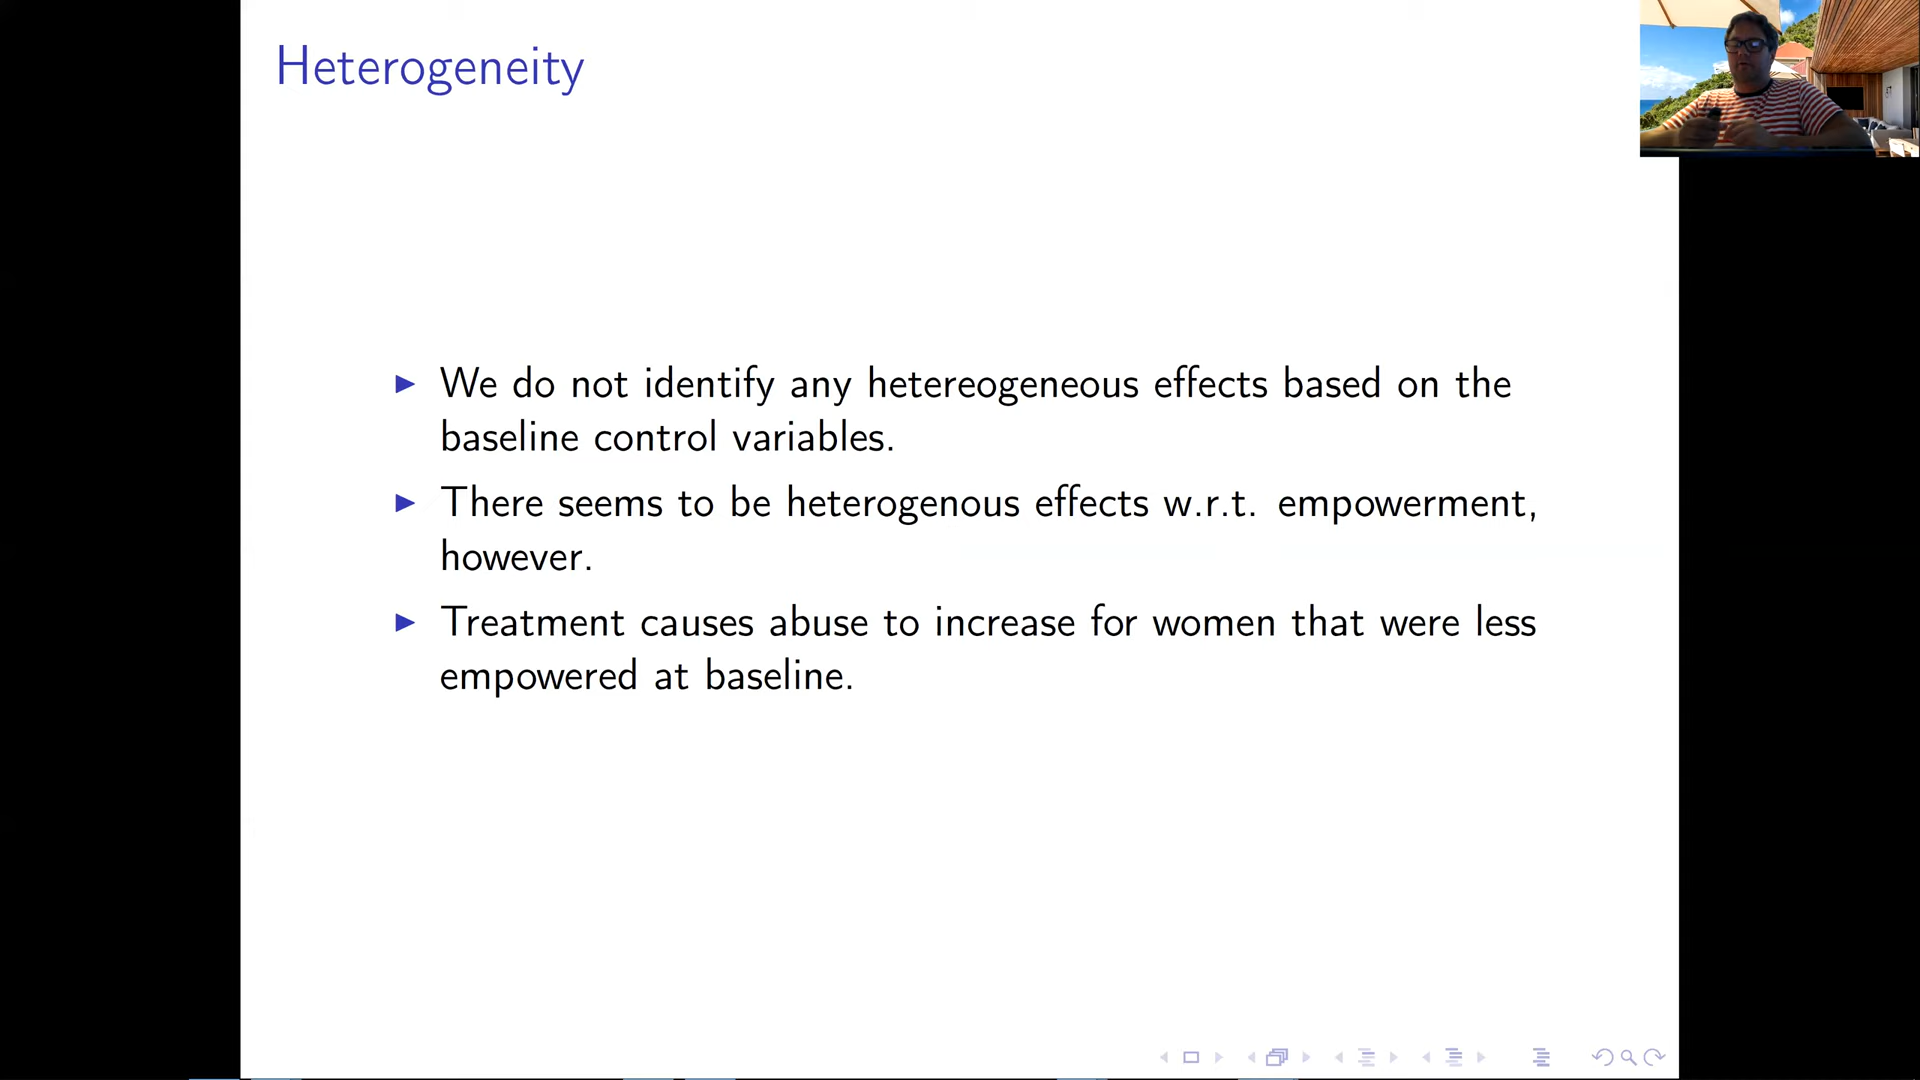 Heterogeneity
We do not identify any hetereogeneous effects based on the
baseline control variables.
There seems to be heterogenous effects w.r.t. empowerment,
however.
Treatment causes abuse to increase for women that were less
empowered at baseline.